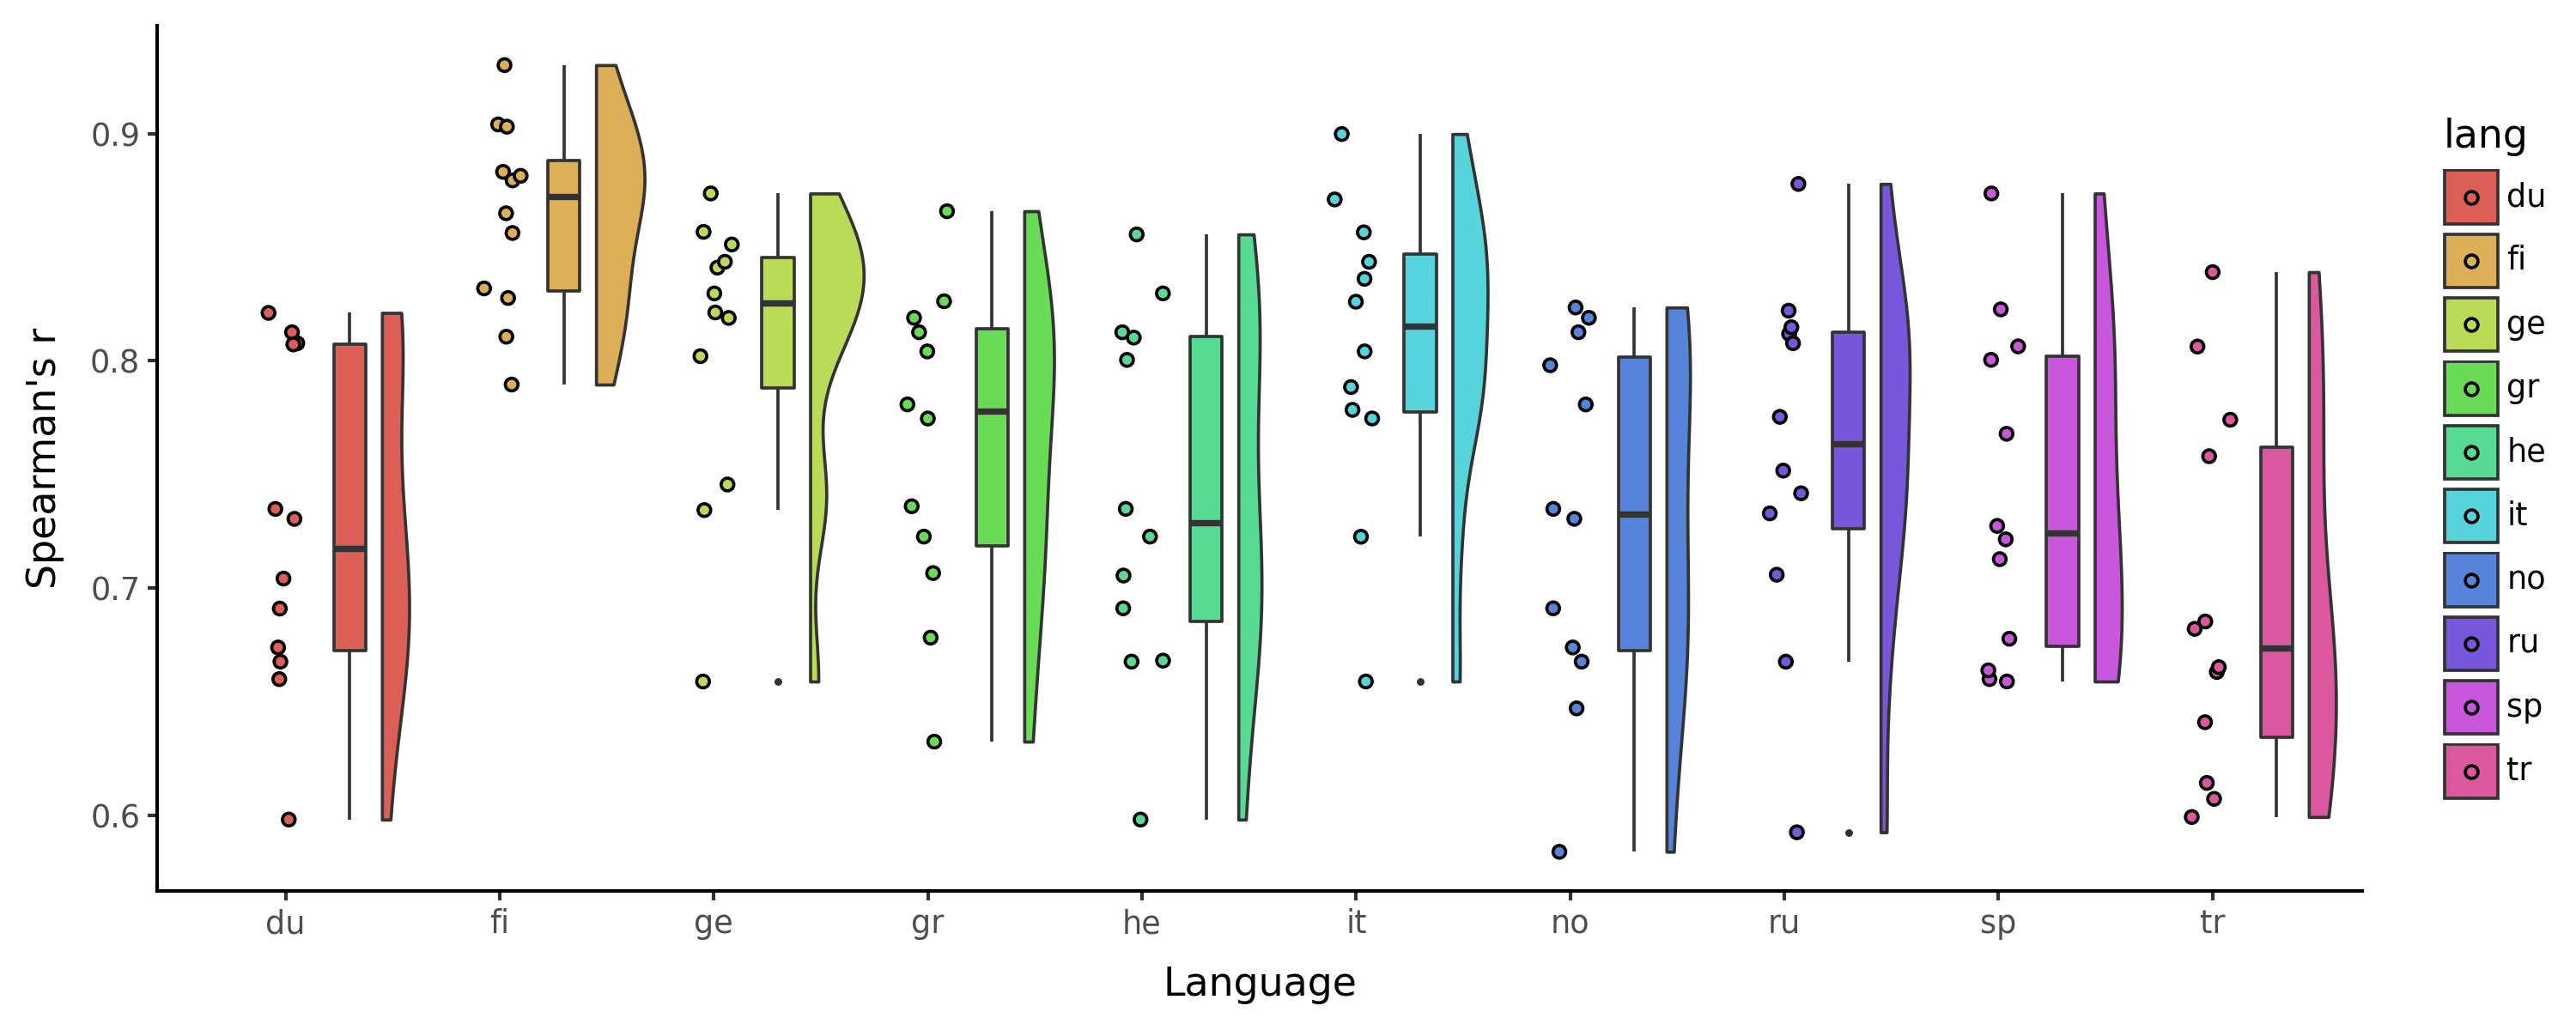 Spearman's r
0.9
0.8
0.7
0.6
du fi ge gr he it no ru sp tr
Language
lang
du
fi
ge
gr
he
it
no
ru
sp
tr